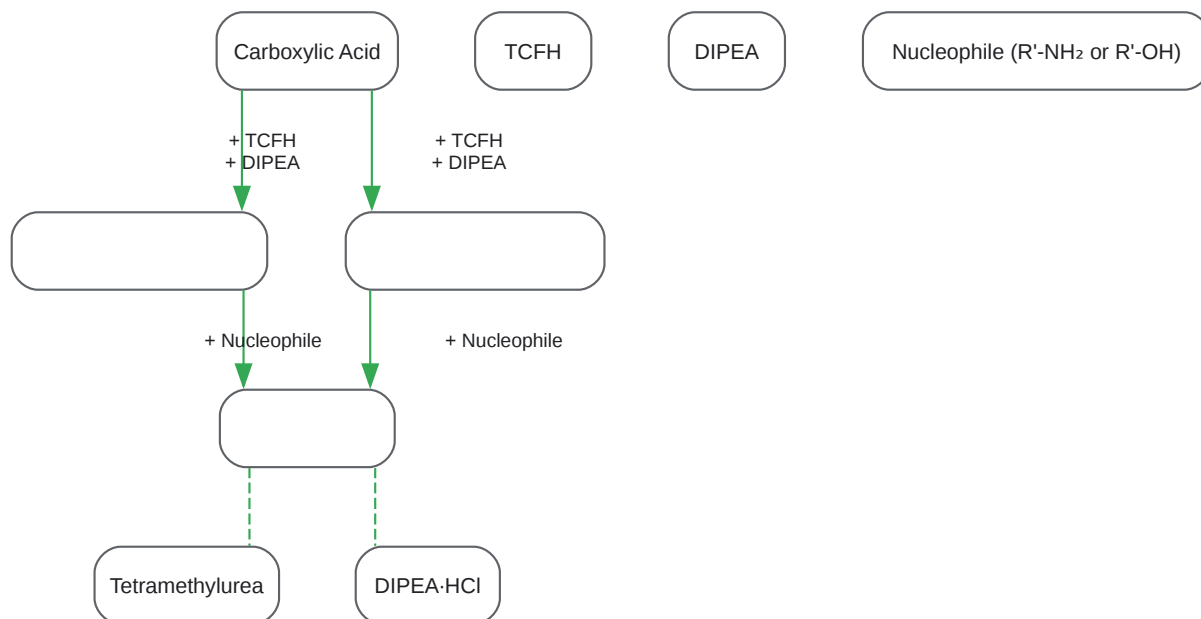 Carboxylic Acid
TCFH
DIPEA
Nucleophile (R'-NH₂ or R'-OH)
+ TCFH
+ DIPEA
+ TCFH
+ DIPEA
+ Nucleophile
+ Nucleophile
Tetramethylurea
DIPEA·HCl